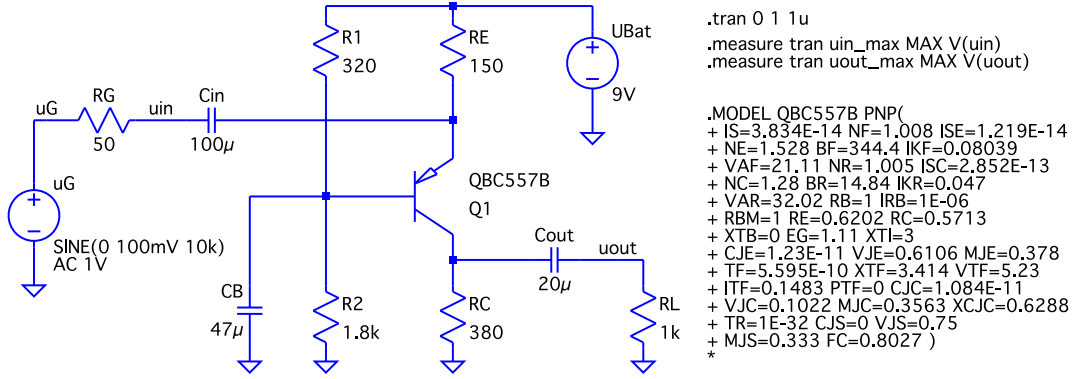 R1
320
RE
150
UBat
9V
uG
RG
50
uin
Cin
100µ
uG
SINE(0 100mV 10k)
AC 1V
QBC557B
Q1
CB
47µ
R2
1.8k
RC
380
Cout
20µ
uout
RL
1k
.tran 0 1 1u
.measure tran uin_max MAX V(uin)
.measure tran uout_max MAX V(uout)
.MODEL QBC557B PNP(
+ IS=3.834E-14 NF=1.008 ISE=1.219E-14
+ NE=1.528 BF=344.4 IKF=0.08039
+ VAF=21.11 NR=1.005 ISC=2.852E-13
+ NC=1.28 BR=14.84 IKR=0.047
+ VAR=32.02 RB=1 IRB=1E-06
+ RBM=1 RE=0.6202 RC=0.5713
+ XTB=0 EG=1.11 XTI=3
+ CJE=1.23E-11 VJE=0.6106 MJE=0.378
+ TF=5.595E-10 XTF=3.414 VTF=5.23
+ ITF=0.1483 PTF=0 CJC=1.084E-11
+ VJC=0.1022 MJC=0.3563 XCJC=0.6288
+ TR=1E-32 CJS=0 VJS=0.75
+ MJS=0.333 FC=0.8027 )
*